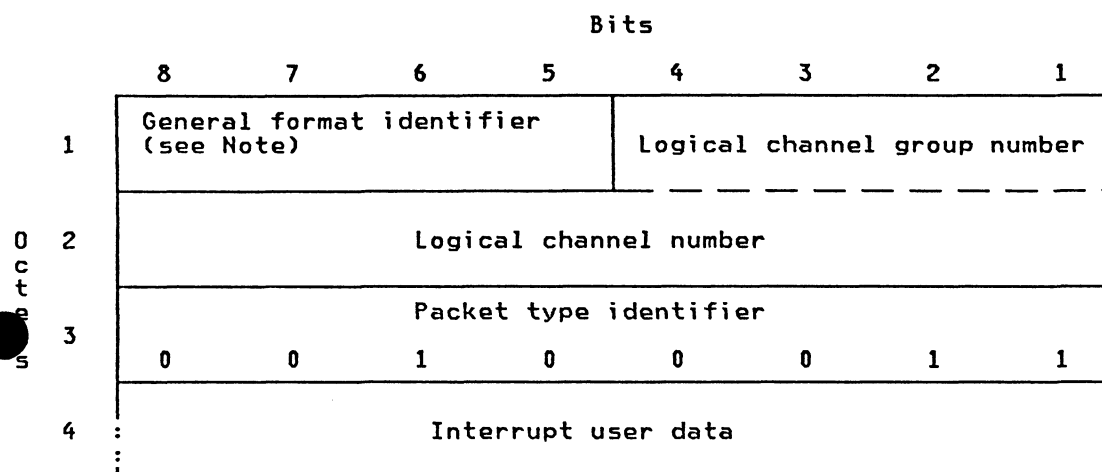 Bits
8 7 6 5 4 3 2 1
General format identifier
(see Note)
1
Logical channel group number
Octets
2
Logical channel number
Packet type identifier
3
0 0 1 0 0 0 1 1
4
Interrupt user data